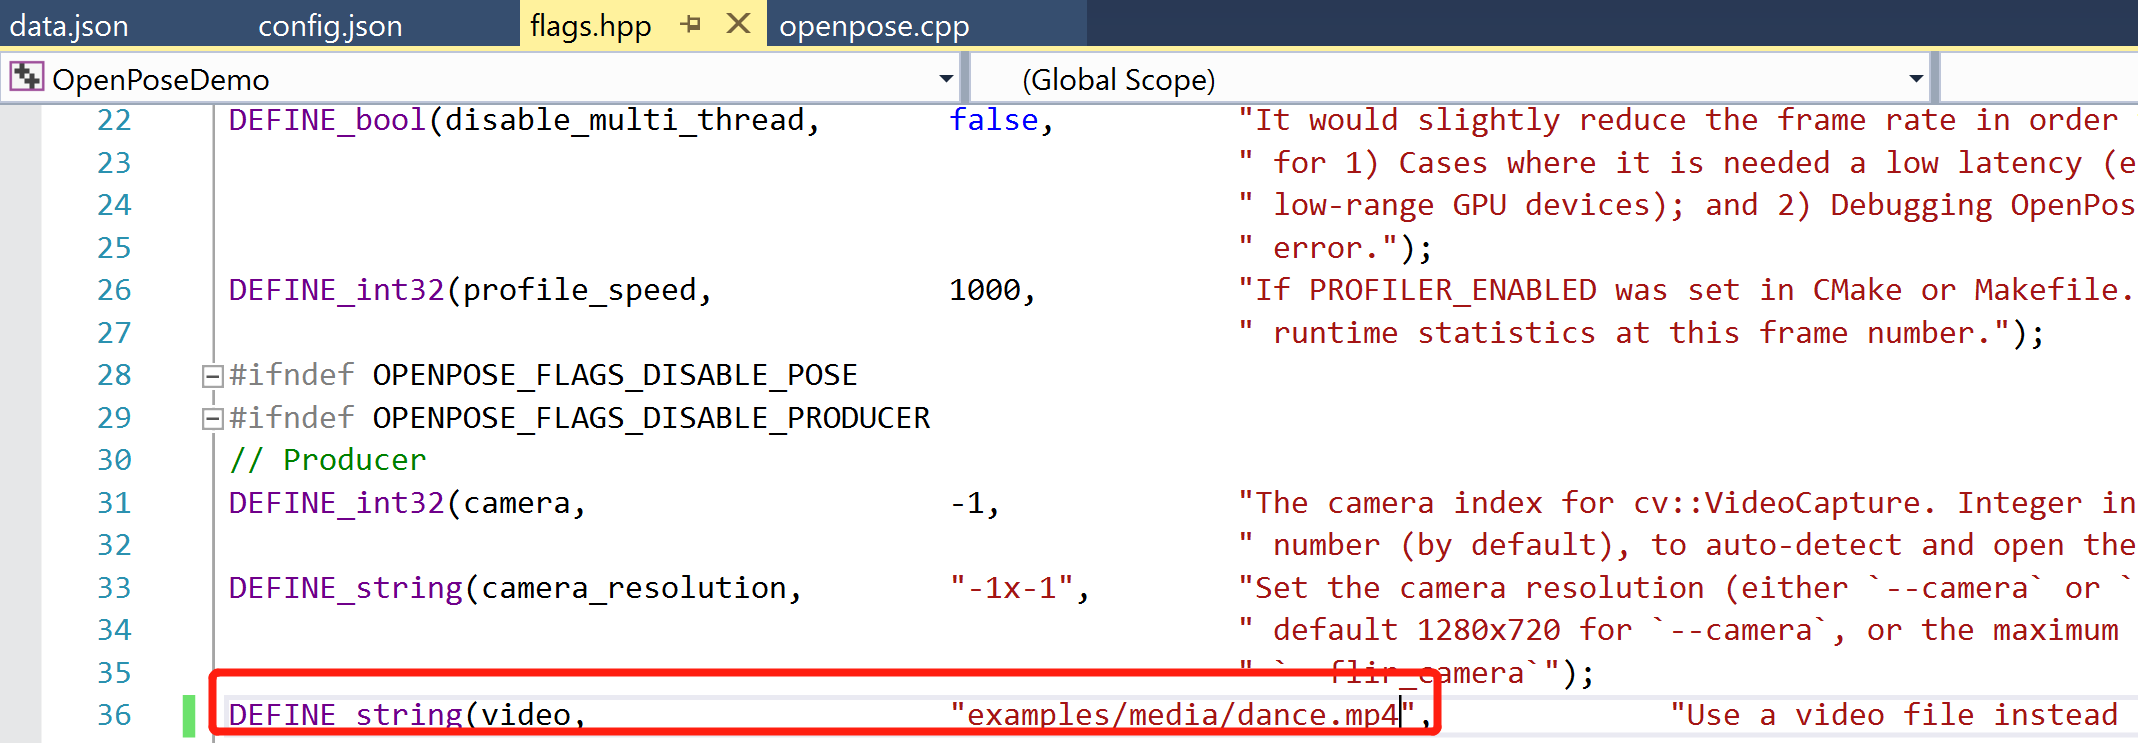 data.json config.json flags.hpp openpose.cpp
OpenPoseDemo (Global Scope)
22 DEFINE_bool(disable_multi_thread, false, "It would slightly reduce the frame rate in order
23 " for 1) Cases where it is needed a low latency (e
24 " low-range GPU devices); and 2) Debugging OpenPos
25 " error.");
26 DEFINE_int32(profile_speed, 1000, "If PROFILER_ENABLED was set in CMake or Makefile.
27 " runtime statistics at this frame number.");
28 #ifndef OPENPOSE_FLAGS_DISABLE_POSE
29 #ifndef OPENPOSE_FLAGS_DISABLE_PRODUCER
30 // Producer
31 DEFINE_int32(camera, -1, "The camera index for cv::VideoCapture. Integer in
32 " number (by default), to auto-detect and open the
33 DEFINE_string(camera_resolution, "-1x-1", "Set the camera resolution (either `--camera` or `
34 " default 1280x720 for `--camera`, or the maximum
35 " `--flir_camera`");
36 DEFINE_string(video, "examples/media/dance.mp4", "Use a video file instead